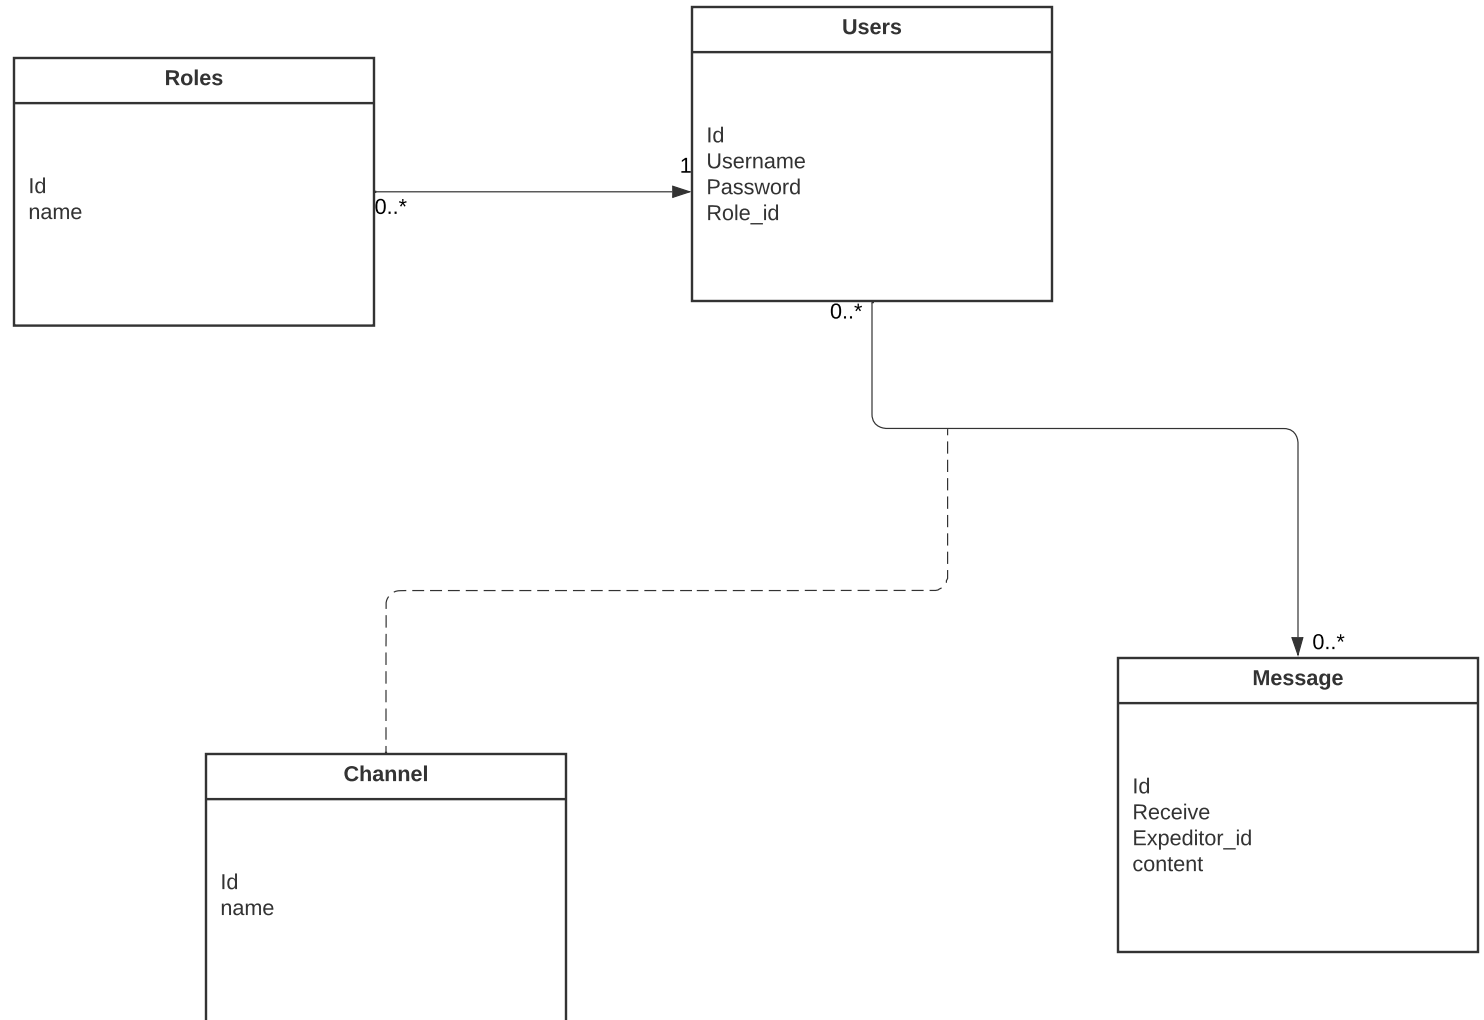 Users
Roles
Id
Username
Password
Role_id
1
Id
name
0..*
0..*
0..*
Message
Channel
Id
Receive
Expeditor_id
content
Id
name